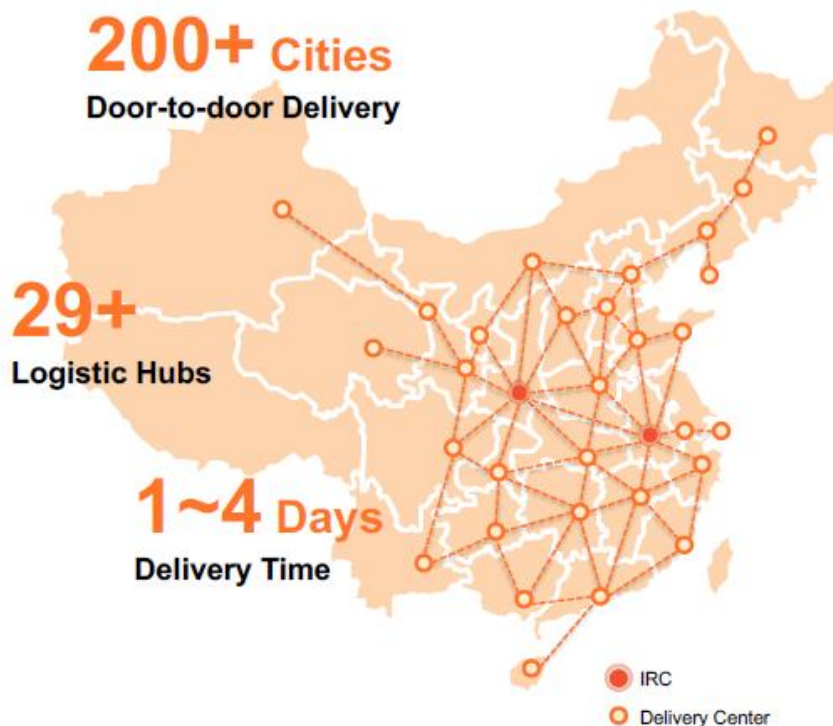 200+ Cities
Door-to-door Delivery
29+
Logistic Hubs
1~4 Days
Delivery Time
IRC
Delivery Center